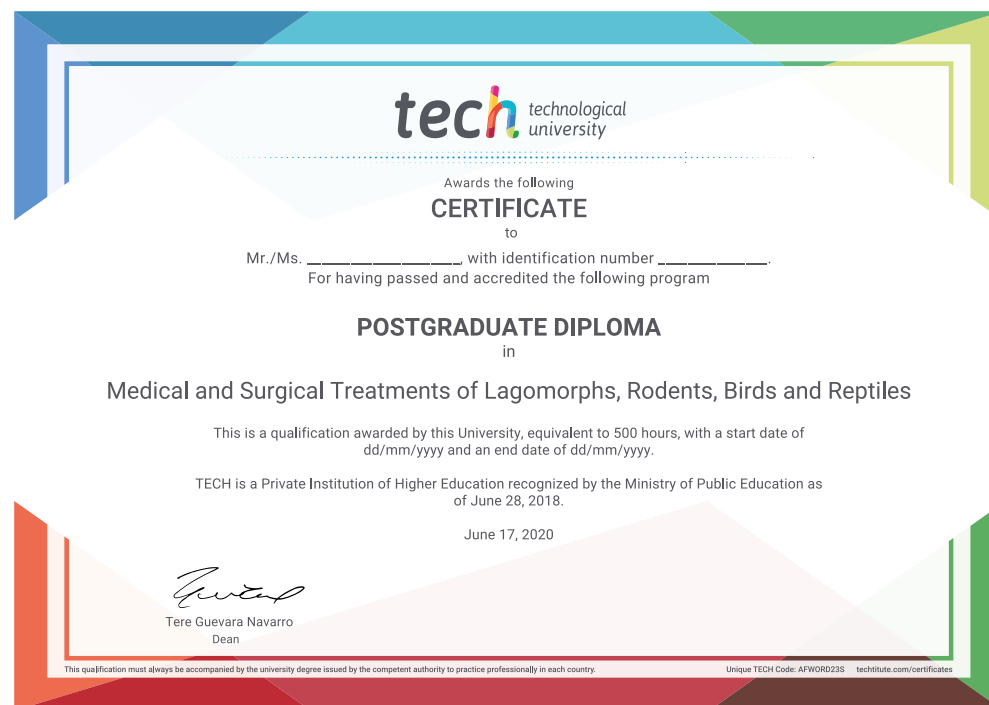 tech technological
university
Awards the following
CERTIFICATE
to
Mr./Ms. ____________________, with identification number ______________.
For having passed and accredited the following program
POSTGRADUATE DIPLOMA
in
Medical and Surgical Treatments of Lagomorphs, Rodents, Birds and Reptiles
This is a qualification awarded by this University, equivalent to 500 hours, with a start date of
dd/mm/yyyy and an end date of dd/mm/yyyy.
TECH is a Private Institution of Higher Education recognized by the Ministry of Public Education as
of June 28, 2018.
June 17, 2020
Tere Guevara Navarro
Dean
This qualification must always be accompanied by the university degree issued by the competent authority to practice professionally in each country.
Unique TECH Code: AFWORD23S techtitute.com/certificates